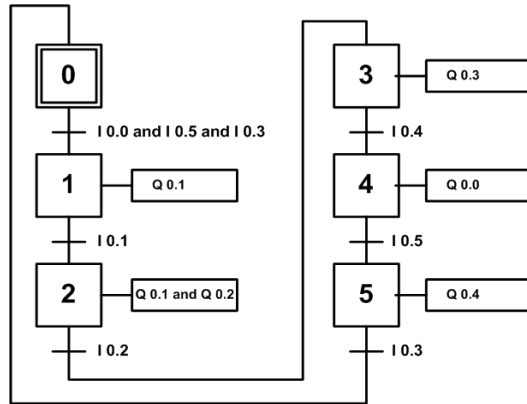 0
I 0.0 and I 0.5 and I 0.3
1
Q 0.1
I 0.1
2
Q 0.1 and Q 0.2
I 0.2
3
Q 0.3
I 0.4
4
Q 0.0
I 0.5
5
Q 0.4
I 0.3